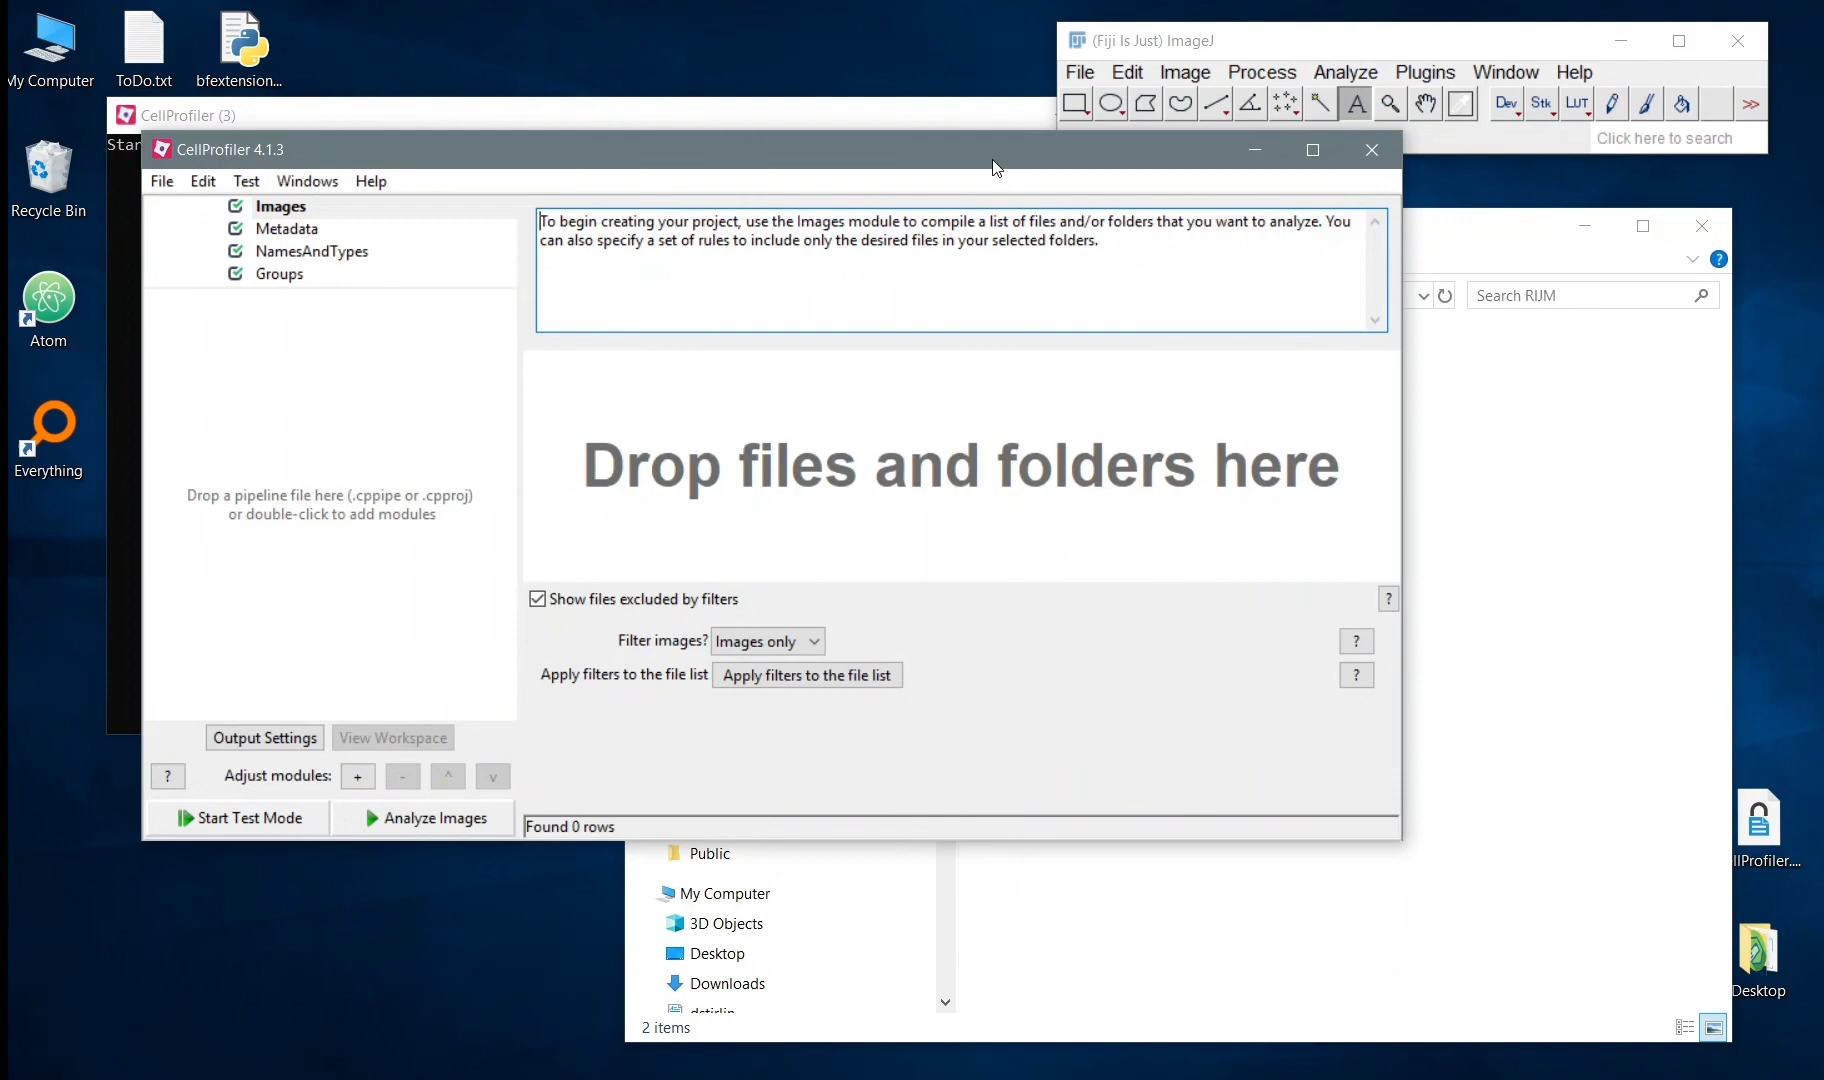 My Computer
ToDo.txt
bfextension...
Recycle Bin
Atom
Everything
(Fiji Is Just) ImageJ
File Edit Image Process Analyze Plugins Window Help
A Dev Stk LUT >>
Click here to search
CellProfiler (3)
Star
CellProfiler 4.1.3
File Edit Test Windows Help
Images
Metadata
NamesAndTypes
Groups
Drop a pipeline file here (.cppipe or .cpproj)
or double-click to add modules
Output Settings View Workspace
? Adjust modules: + - ^ v
Start Test Mode Analyze Images
To begin creating your project, use the Images module to compile a list of files and/or folders that you want to analyze. You
can also specify a set of rules to include only the desired files in your selected folders.
Drop files and folders here
Show files excluded by filters ?
Filter images? Images only ?
Apply filters to the file list Apply filters to the file list ?
Found 0 rows
?
Search RIJM
Public
My Computer
3D Objects
Desktop
Downloads
2 items
llProfiler....
Desktop